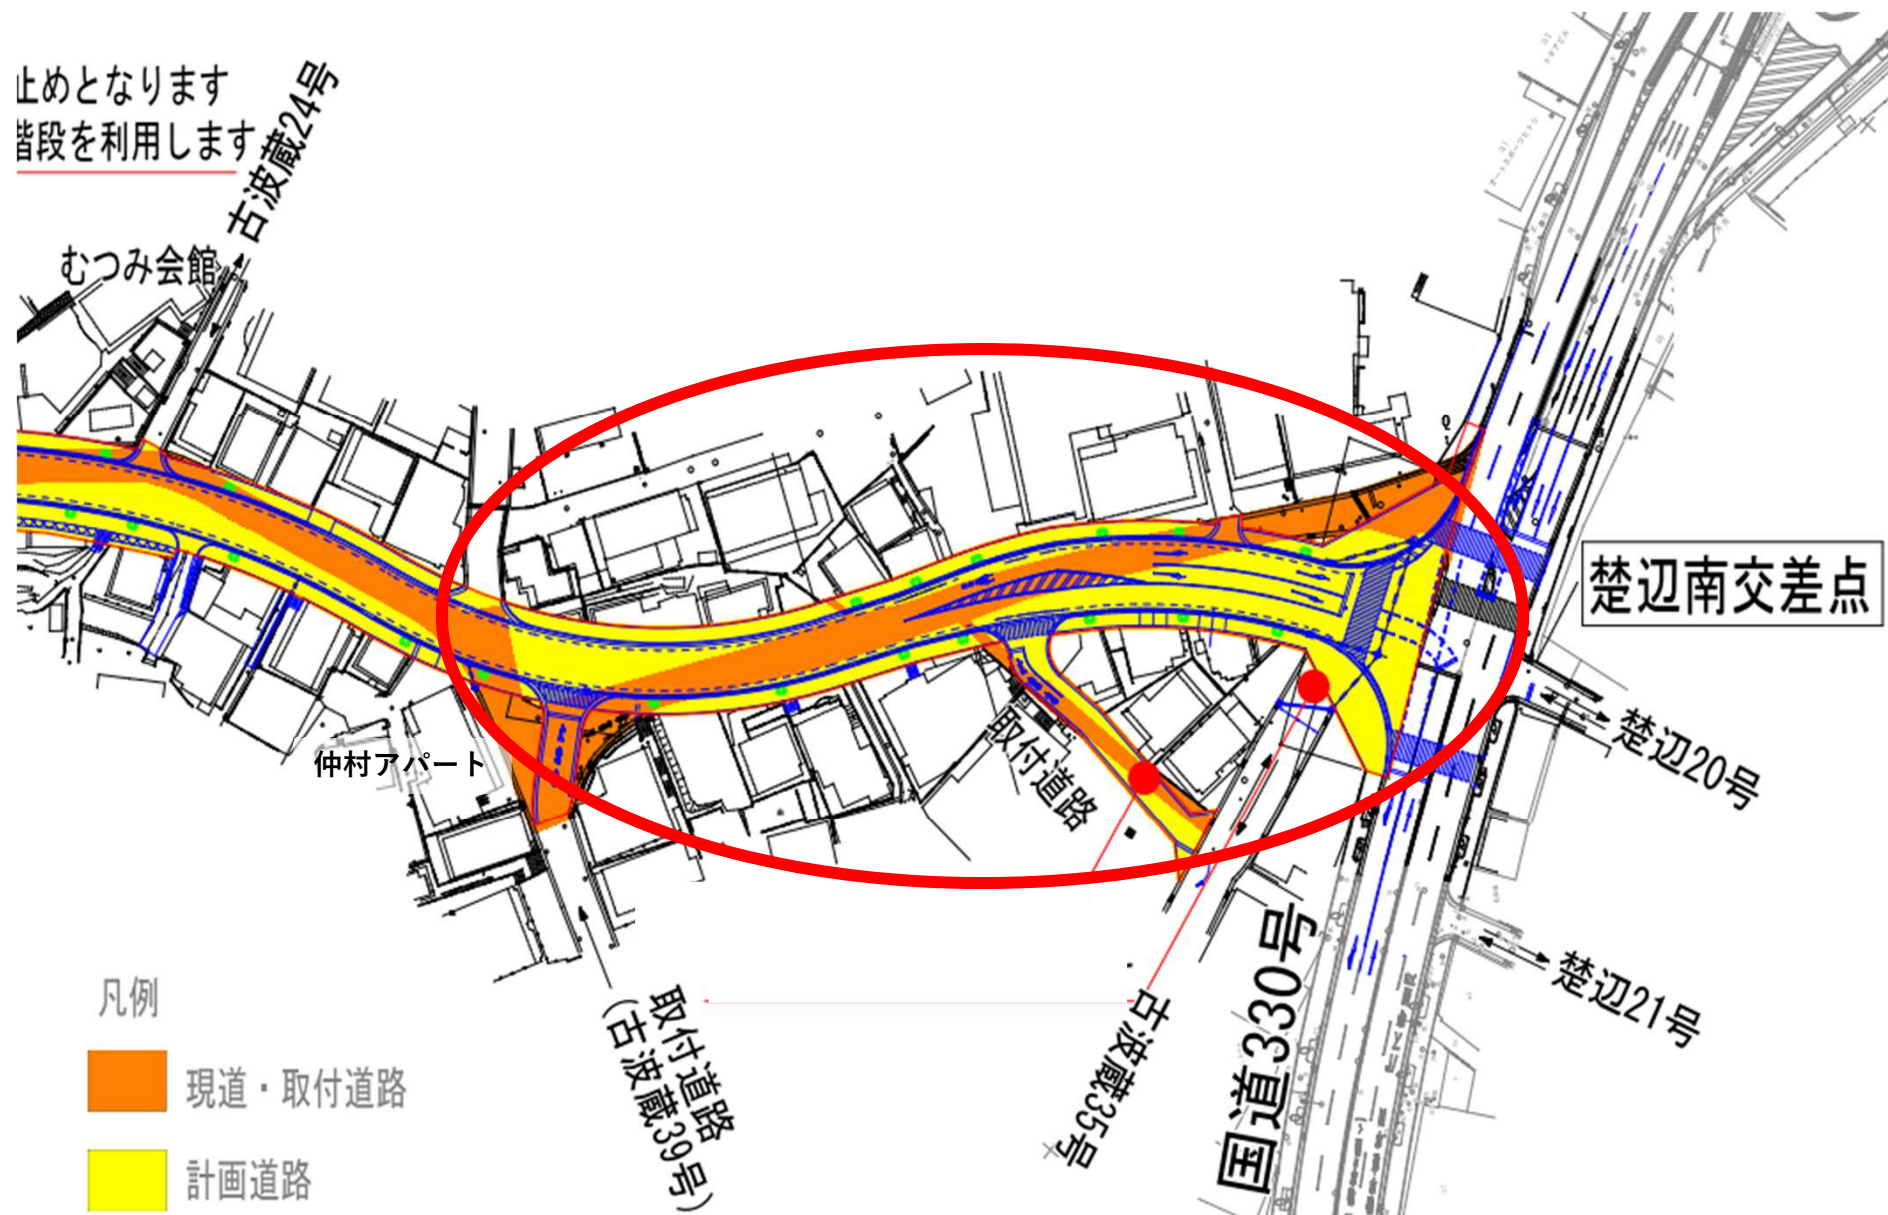 止めとなります
階段を利用します
古波蔵24号
むつみ会館
楚辺南交差点
楚辺20号
仲村アパート
取付道路
楚辺21号
国道330号
古波蔵35号
取付道路
(古波蔵39号)
凡例
現道・取付道路
計画道路